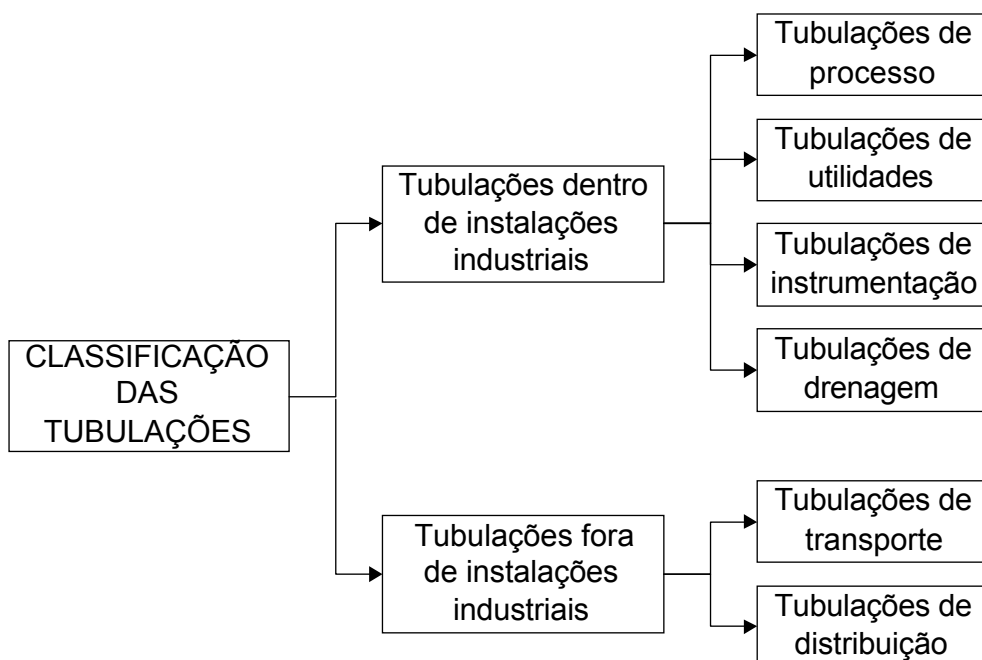 CLASSIFICAÇÃO
DAS
TUBULAÇÕES
Tubulações dentro
de instalações
industriais
Tubulações de
processo
Tubulações de
utilidades
Tubulações de
instrumentação
Tubulações de
drenagem
Tubulações fora
de instalações
industriais
Tubulações de
transporte
Tubulações de
distribuição